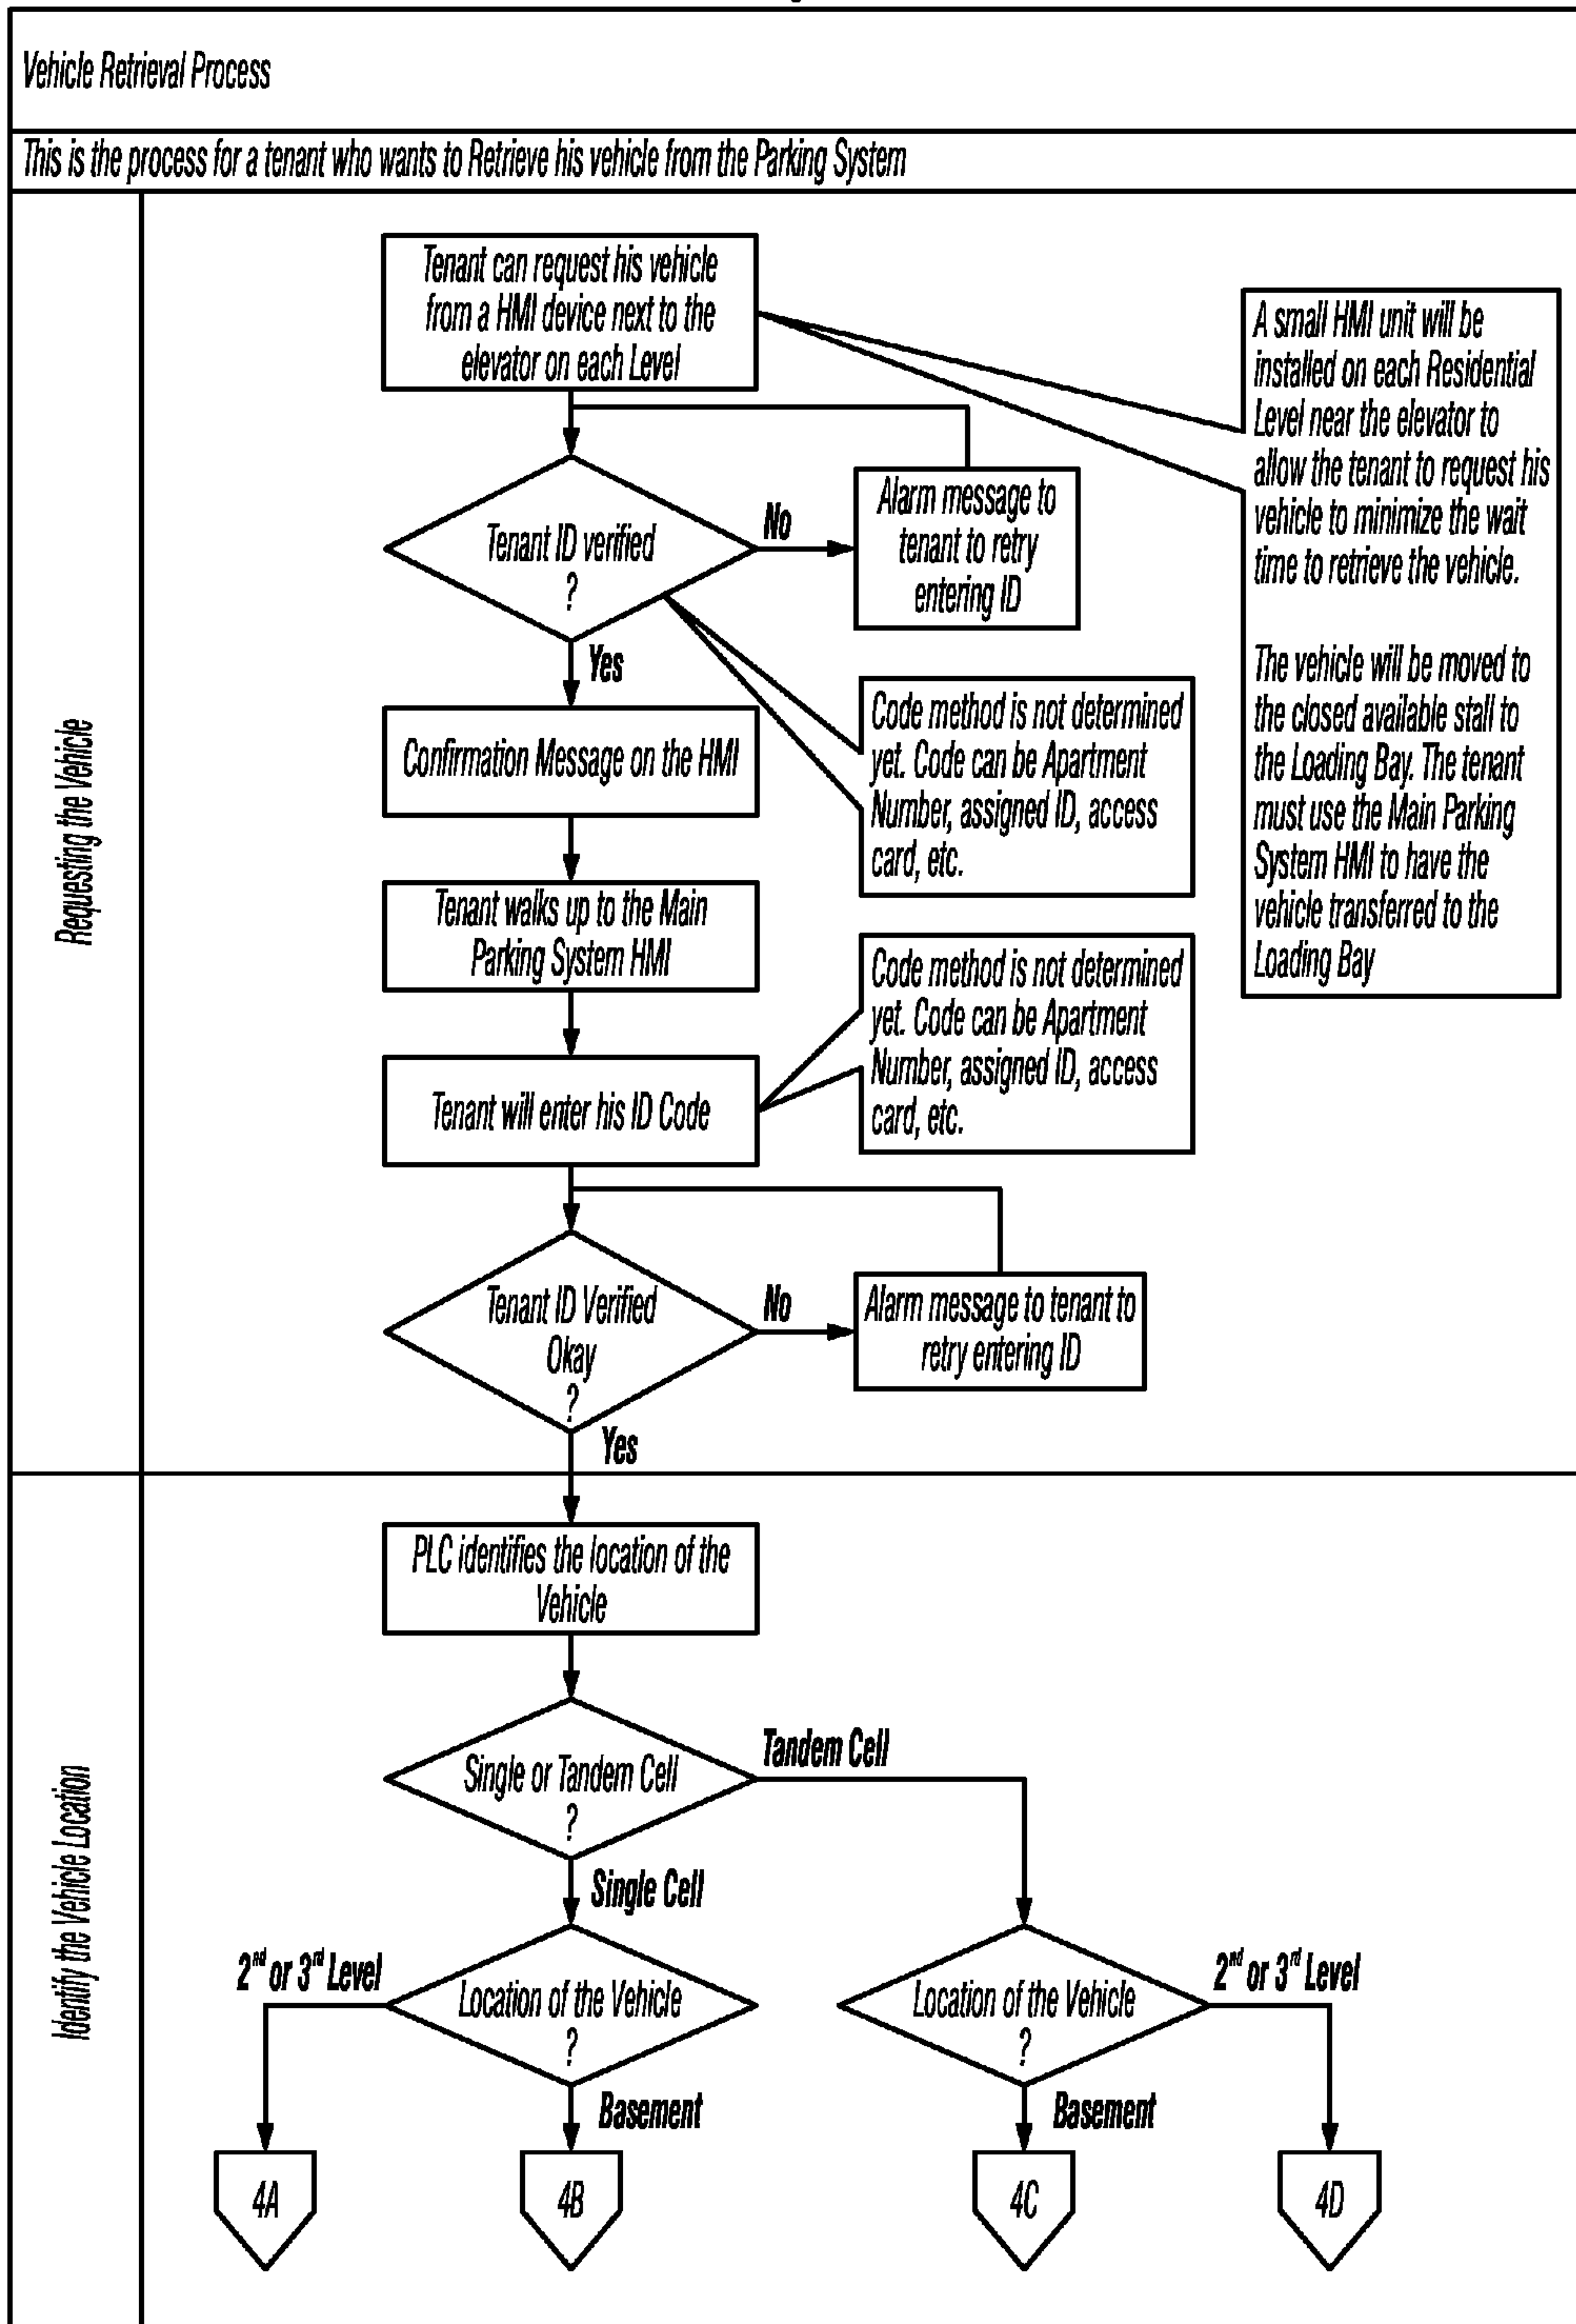 Vehicle Retrieval Process
This is the process for a tenant who wants to Retrieve his vehicle from the Parking System
Requesting the Vehicle
Tenant can request his vehicle
from a HMI device next to the
elevator on each Level
A small HMI unit will be
installed on each Residential
Level near the elevator to
allow the tenant to request his
vehicle to minimize the wait
time to retrieve the vehicle.
The vehicle will be moved to
the closed available stall to
the Loading Bay. The tenant
must use the Main Parking
System HMI to have the
vehicle transferred to the
Loading Bay
Tenant ID verified
?
No
Alarm message to
tenant to retry
entering ID
Yes
Code method is not determined
yet. Code can be Apartment
Number, assigned ID, access
card, etc.
Confirmation Message on the HMI
Tenant walks up to the Main
Parking System HMI
Code method is not determined
yet. Code can be Apartment
Number, assigned ID, access
card, etc.
Tenant will enter his ID Code
Tenant ID Verified
Okay
?
No
Alarm message to tenant to
retry entering ID
Yes
Identify the Vehicle Location
PLC identifies the location of the
Vehicle
Single or Tandem Cell
?
Tandem Cell
Single Cell
2nd or 3rd Level
Location of the Vehicle
?
Basement
Location of the Vehicle
?
2nd or 3rd Level
Basement
4A
4B
4C
4D